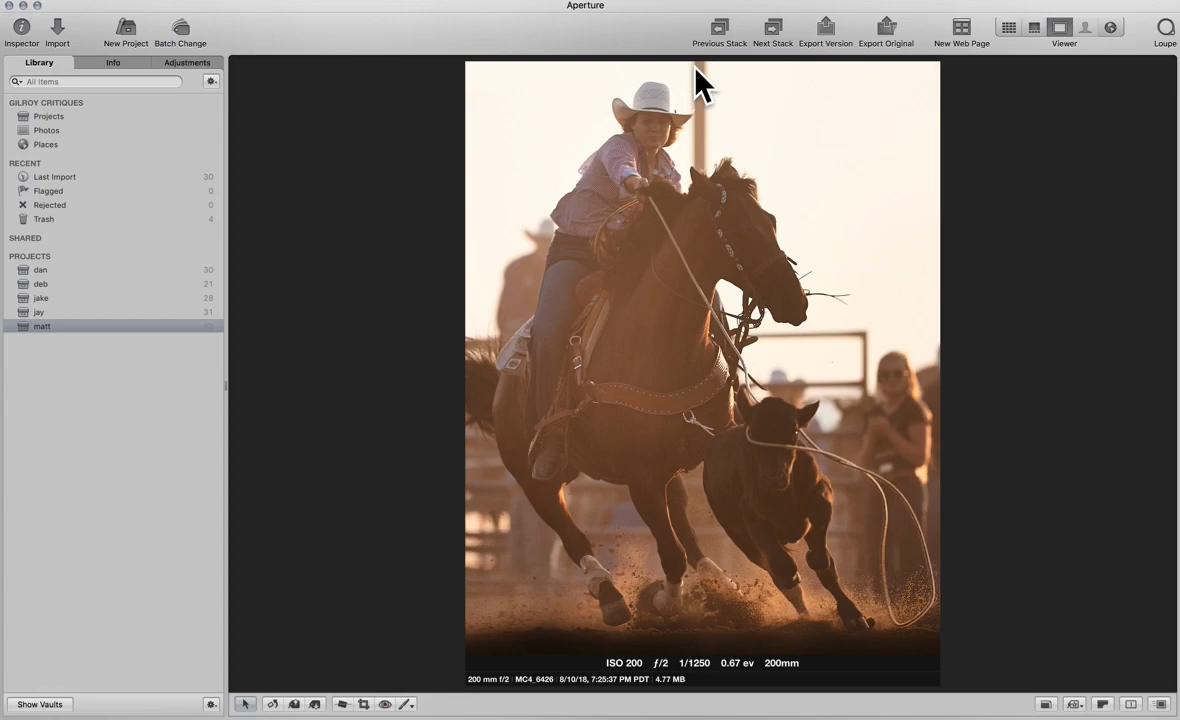 Aperture
Inspector Import New Project Batch Change Previous Stack Next Stack Export Version Export Original New Web Page Viewer Loupe
Library Info Adjustments
All Items
GILROY CRITIQUES
Projects
Photos
Places
RECENT
Last Import 30
Flagged 0
Rejected 0
Trash 4
SHARED
PROJECTS
dan 30
deb 21
jake 28
jay 31
matt
ISO 200 ƒ/2 1/1250 0.67 ev 200mm
200 mm f/2 MC4_6426 8/10/18, 7:25:37 PM PDT 4.77 MB
Show Vaults